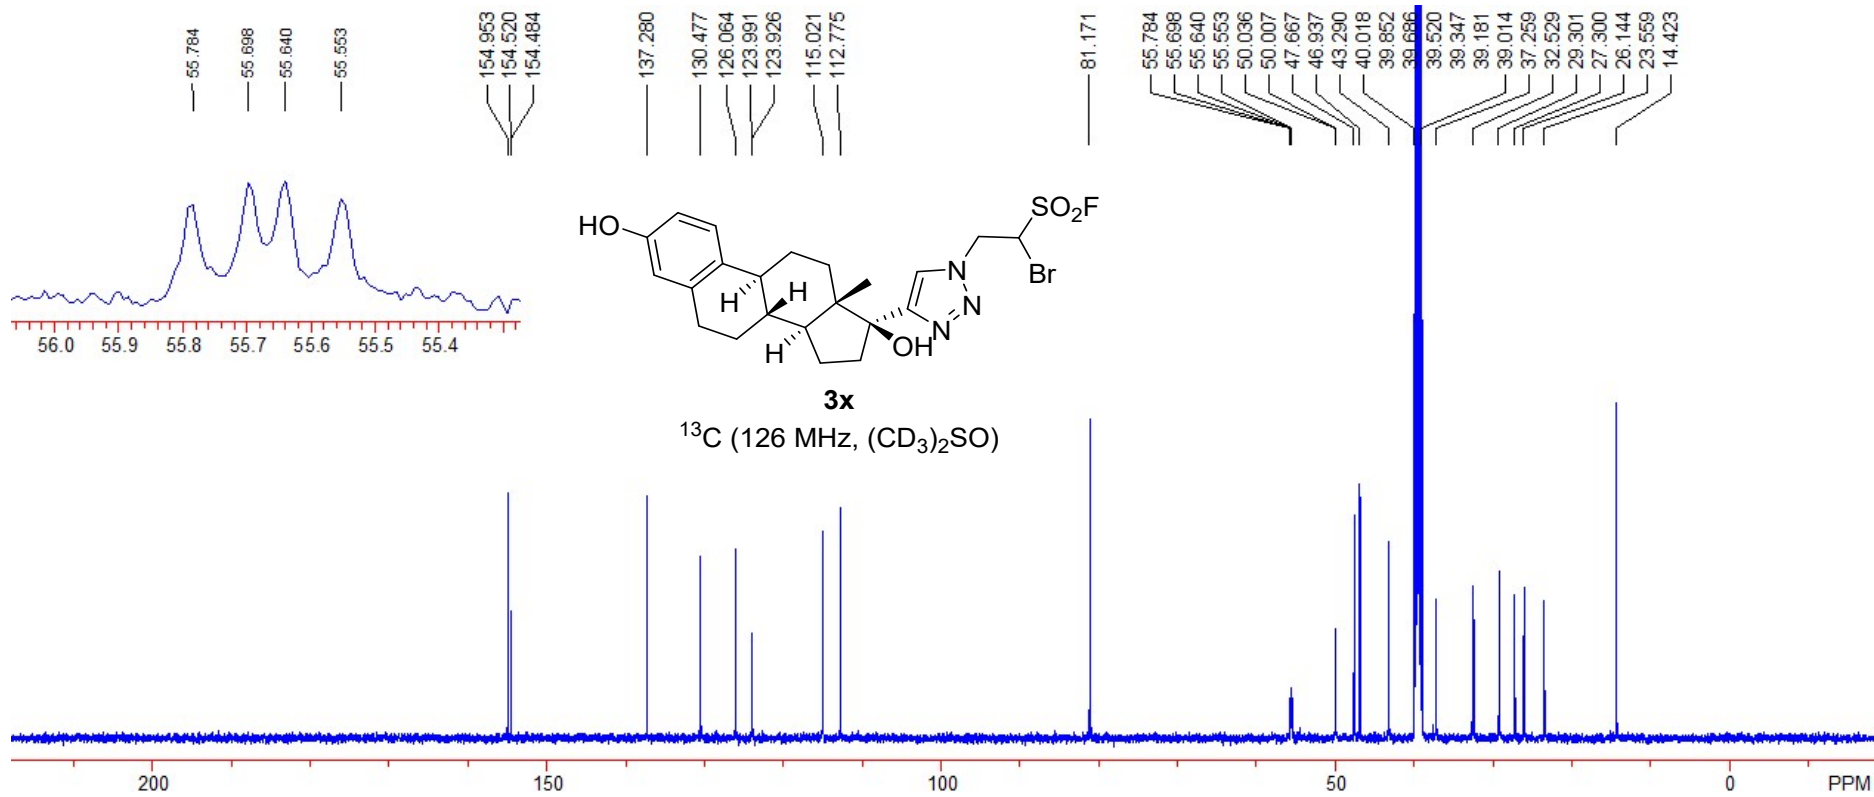 55.784
55.698
55.640
55.553
154.953
154.520
154.484
137.280
130.477
126.064
123.991
123.926
115.021
112.775
81.171
55.784
55.698
55.640
55.553
50.036
50.007
47.667
46.937
43.290
40.018
39.852
39.686
39.520
39.347
39.181
39.014
37.259
32.529
29.301
27.300
26.144
23.559
14.423
56.0 55.9 55.8 55.7 55.6 55.5 55.4
HO
H
H
H
OH
N
N
N
SO2F
Br
3x
13C (126 MHz, (CD3)2SO)
200 150 100 50 0 PPM